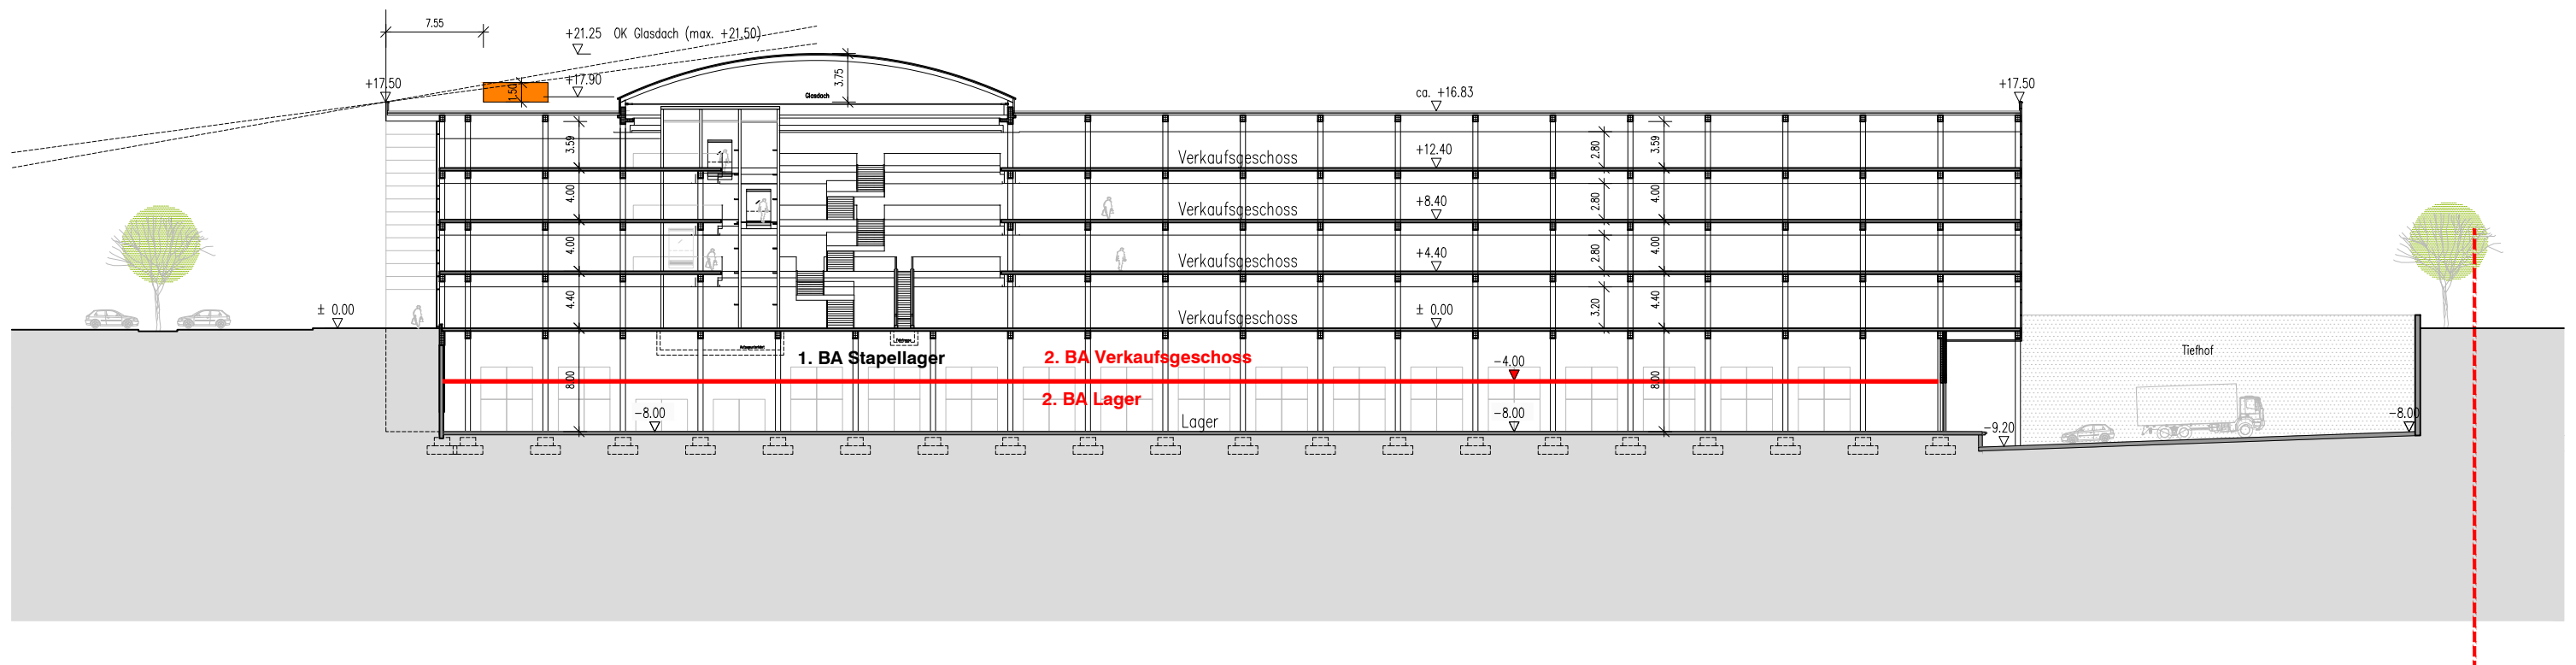 7.55
+21.25 OK Glasdach (max. +21.50)
+17.50
1.50
+17.90
3.75
Glasdach
ca. +16.83
+17.50
3.59
Verkaufsgeschoss
+12.40
2.80
3.59
4.00
Verkaufsgeschoss
+8.40
2.80
4.00
4.00
Verkaufsgeschoss
+4.40
2.80
4.00
± 0.00
4.40
Verkaufsgeschoss
± 0.00
3.20
4.40
1. BA Stapellager
2. BA Verkaufsgeschoss
-4.00
Tiefhof
8.00
8.00
2. BA Lager
-8.00
Lager
-8.00
-9.20
-8.00